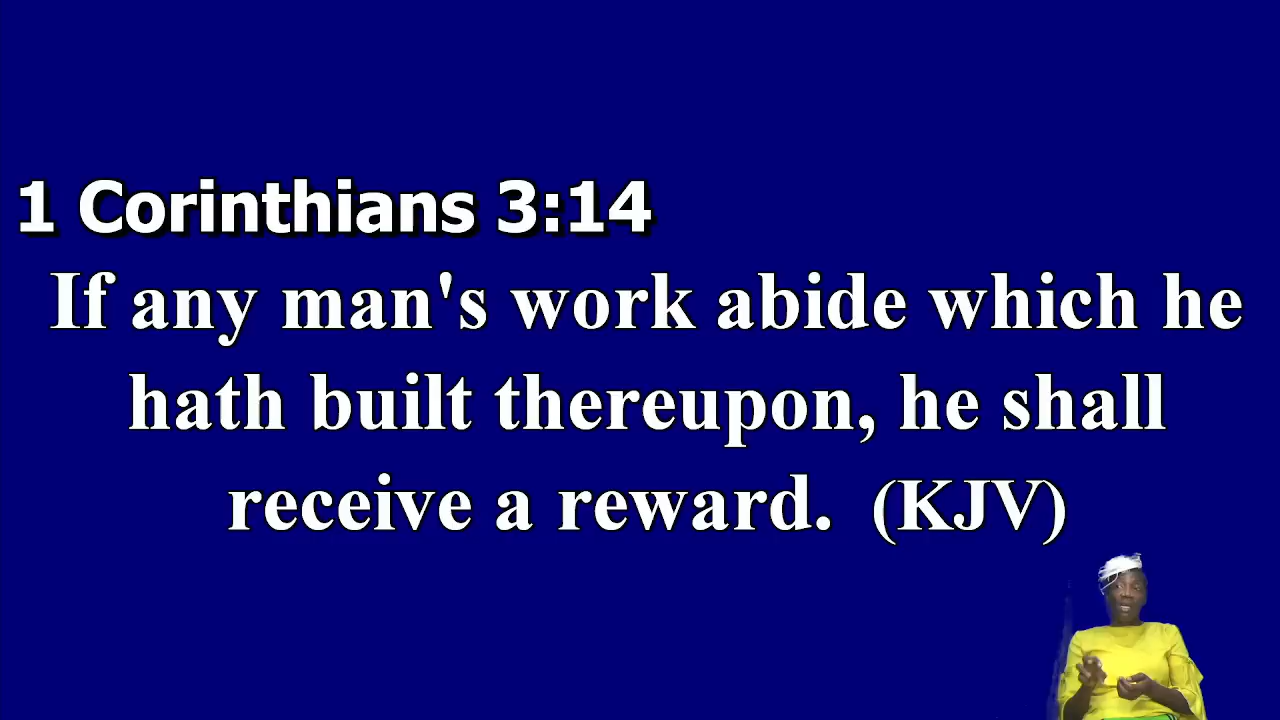 1 Corinthians 3:14
If any man's work abide which he
hath built thereupon, he shall
receive a reward.  (KJV)